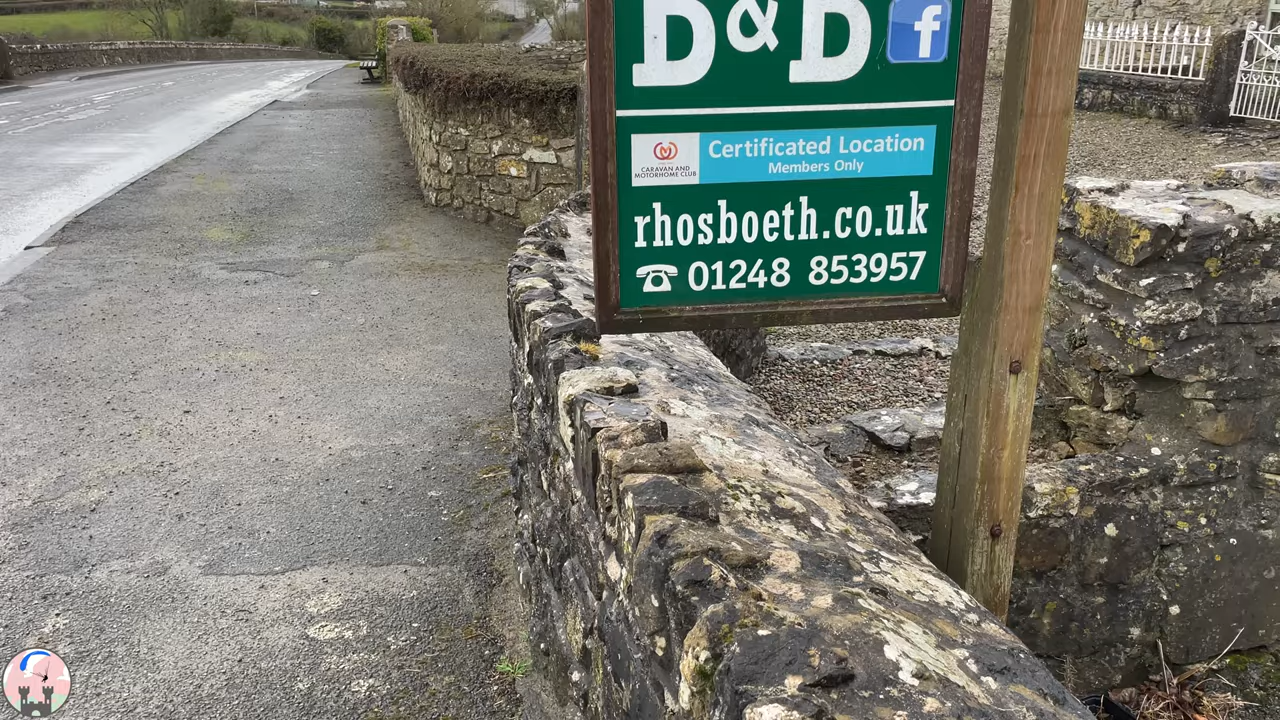 D&D f
Certificated Location
CARAVAN AND
MOTORHOME CLUB
Members Only
rhosboeth.co.uk
01248 853957